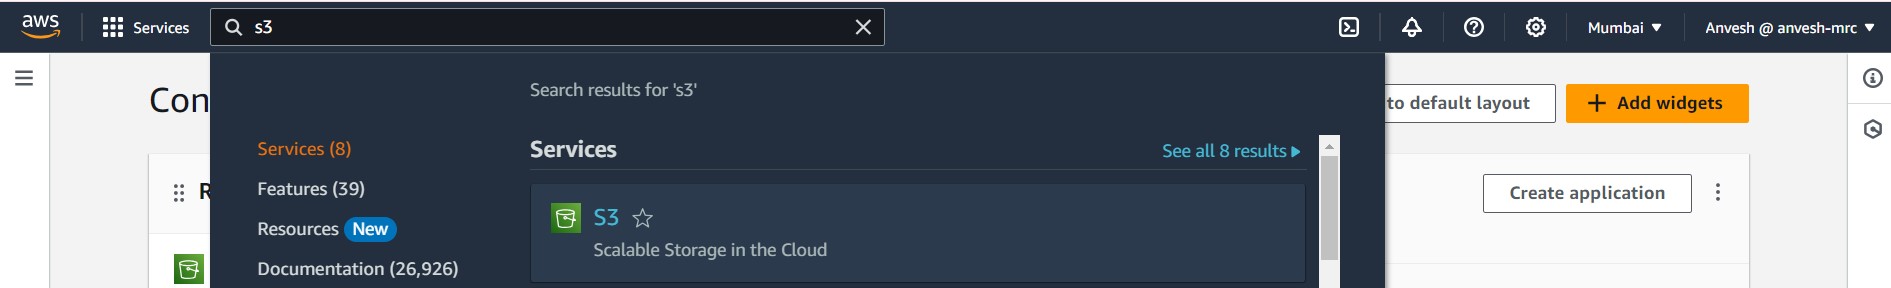 aws
Services
s3
Mumbai
Anvesh @ anvesh-mrc
Con
to default layout
Add widgets
Search results for 's3'
Services (8)
Features (39)
Resources New
Documentation (26,926)
Services
See all 8 results
S3
Scalable Storage in the Cloud
R
Create application